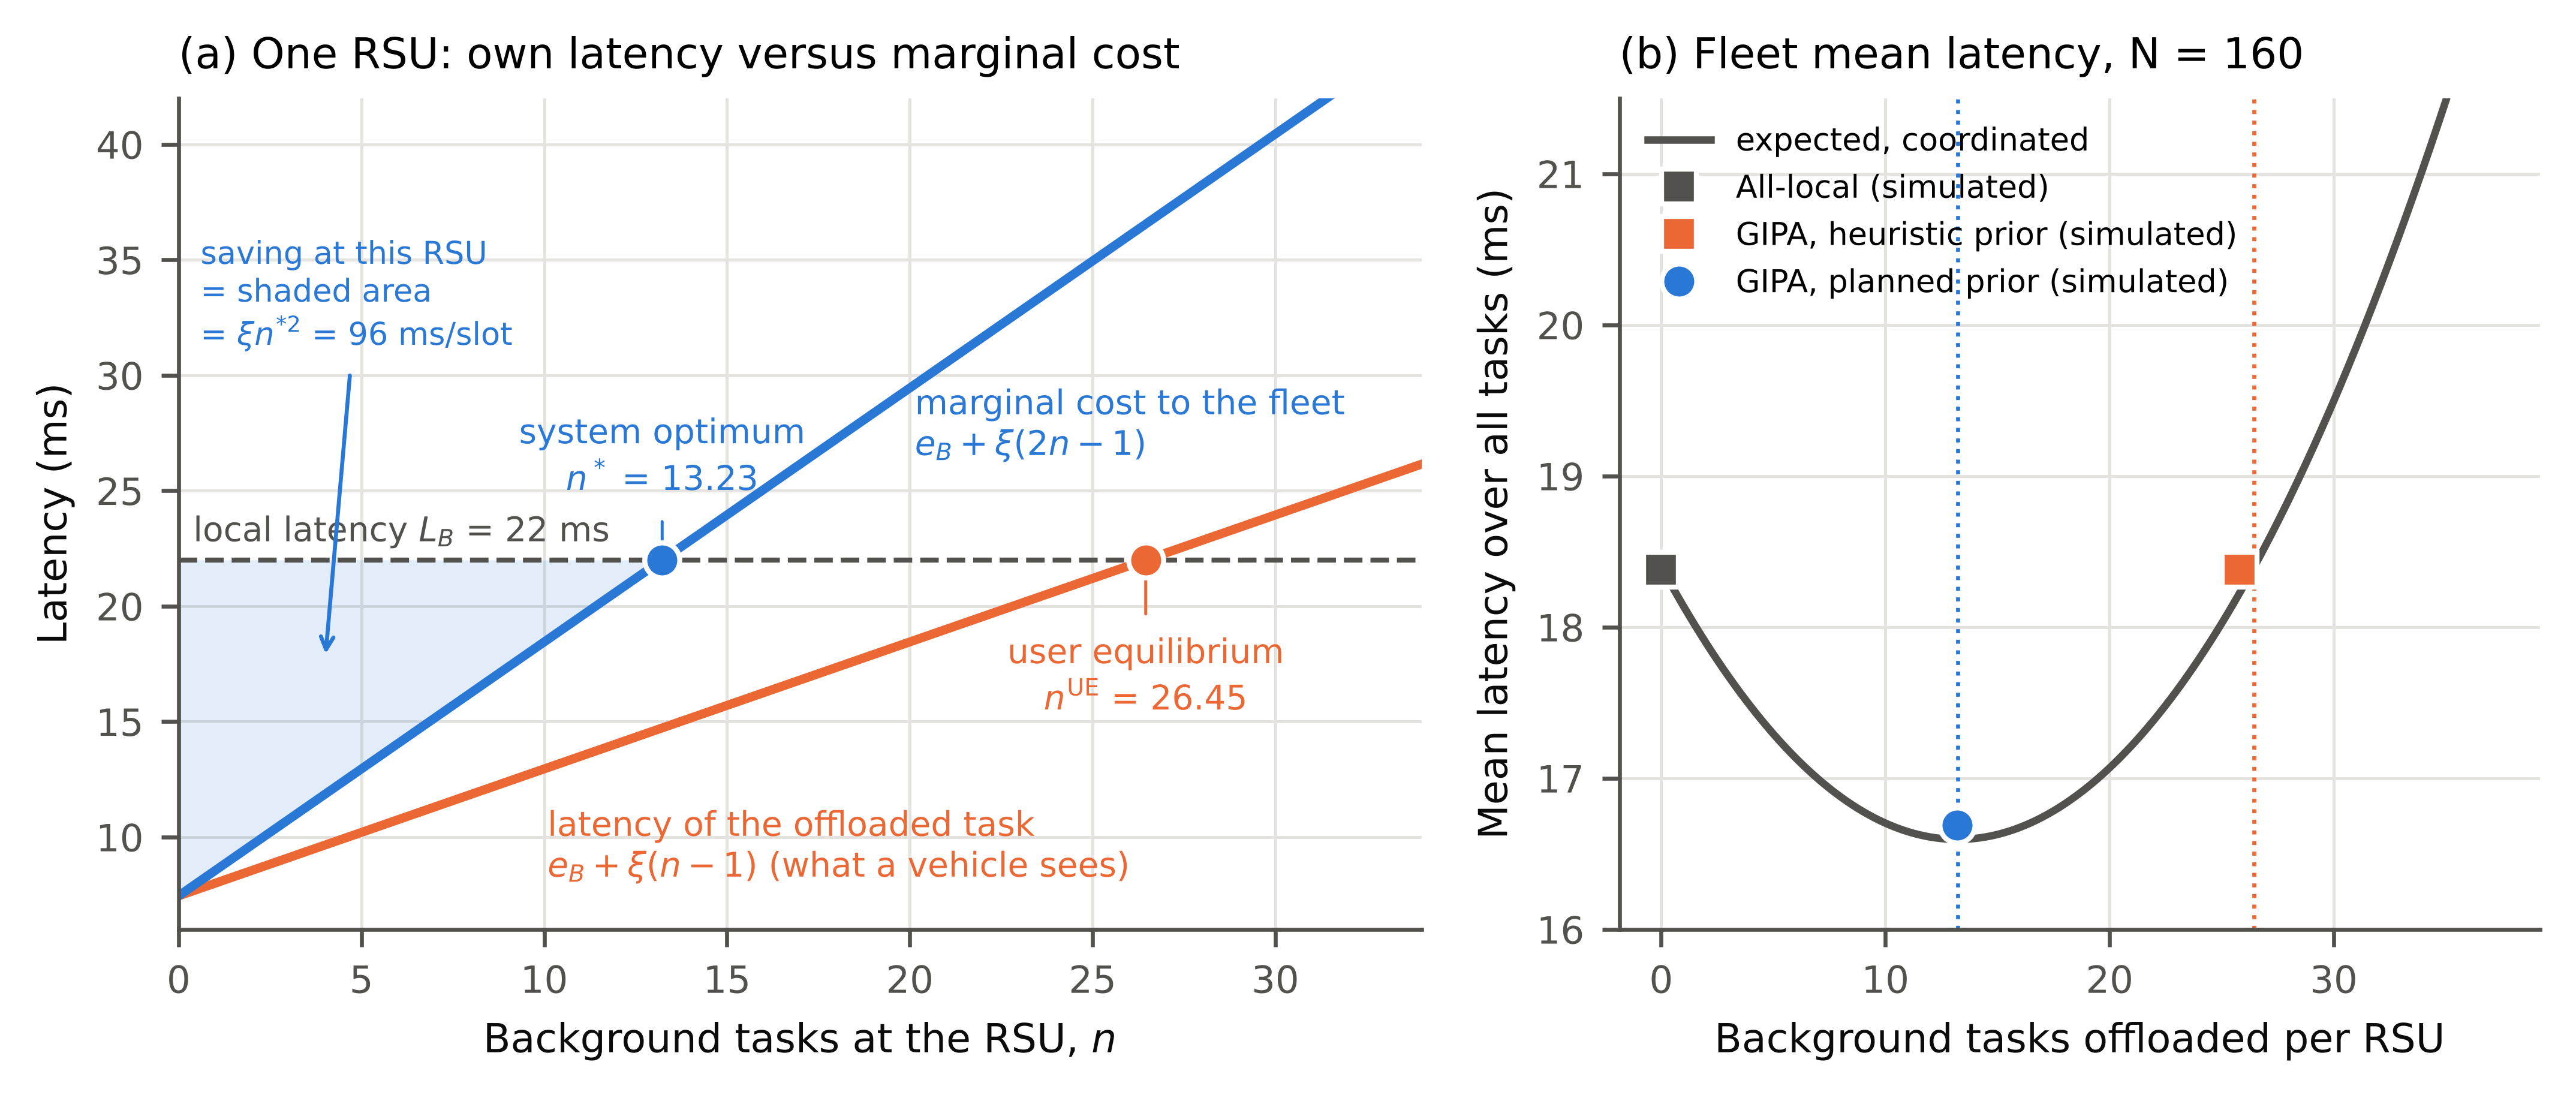 (a) One RSU: own latency versus marginal cost
40
35
30
25
20
15
10
Latency (ms)
saving at this RSU
= shaded area
= ξn*2 = 96 ms/slot
system optimum
n* = 13.23
marginal cost to the fleet
eB + ξ(2n − 1)
local latency LB = 22 ms
user equilibrium
nUE = 26.45
latency of the offloaded task
eB + ξ(n − 1) (what a vehicle sees)
0 5 10 15 20 25 30
Background tasks at the RSU, n
(b) Fleet mean latency, N = 160
expected, coordinated
All-local (simulated)
GIPA, heuristic prior (simulated)
GIPA, planned prior (simulated)
21
20
19
18
17
16
Mean latency over all tasks (ms)
0 10 20 30
Background tasks offloaded per RSU